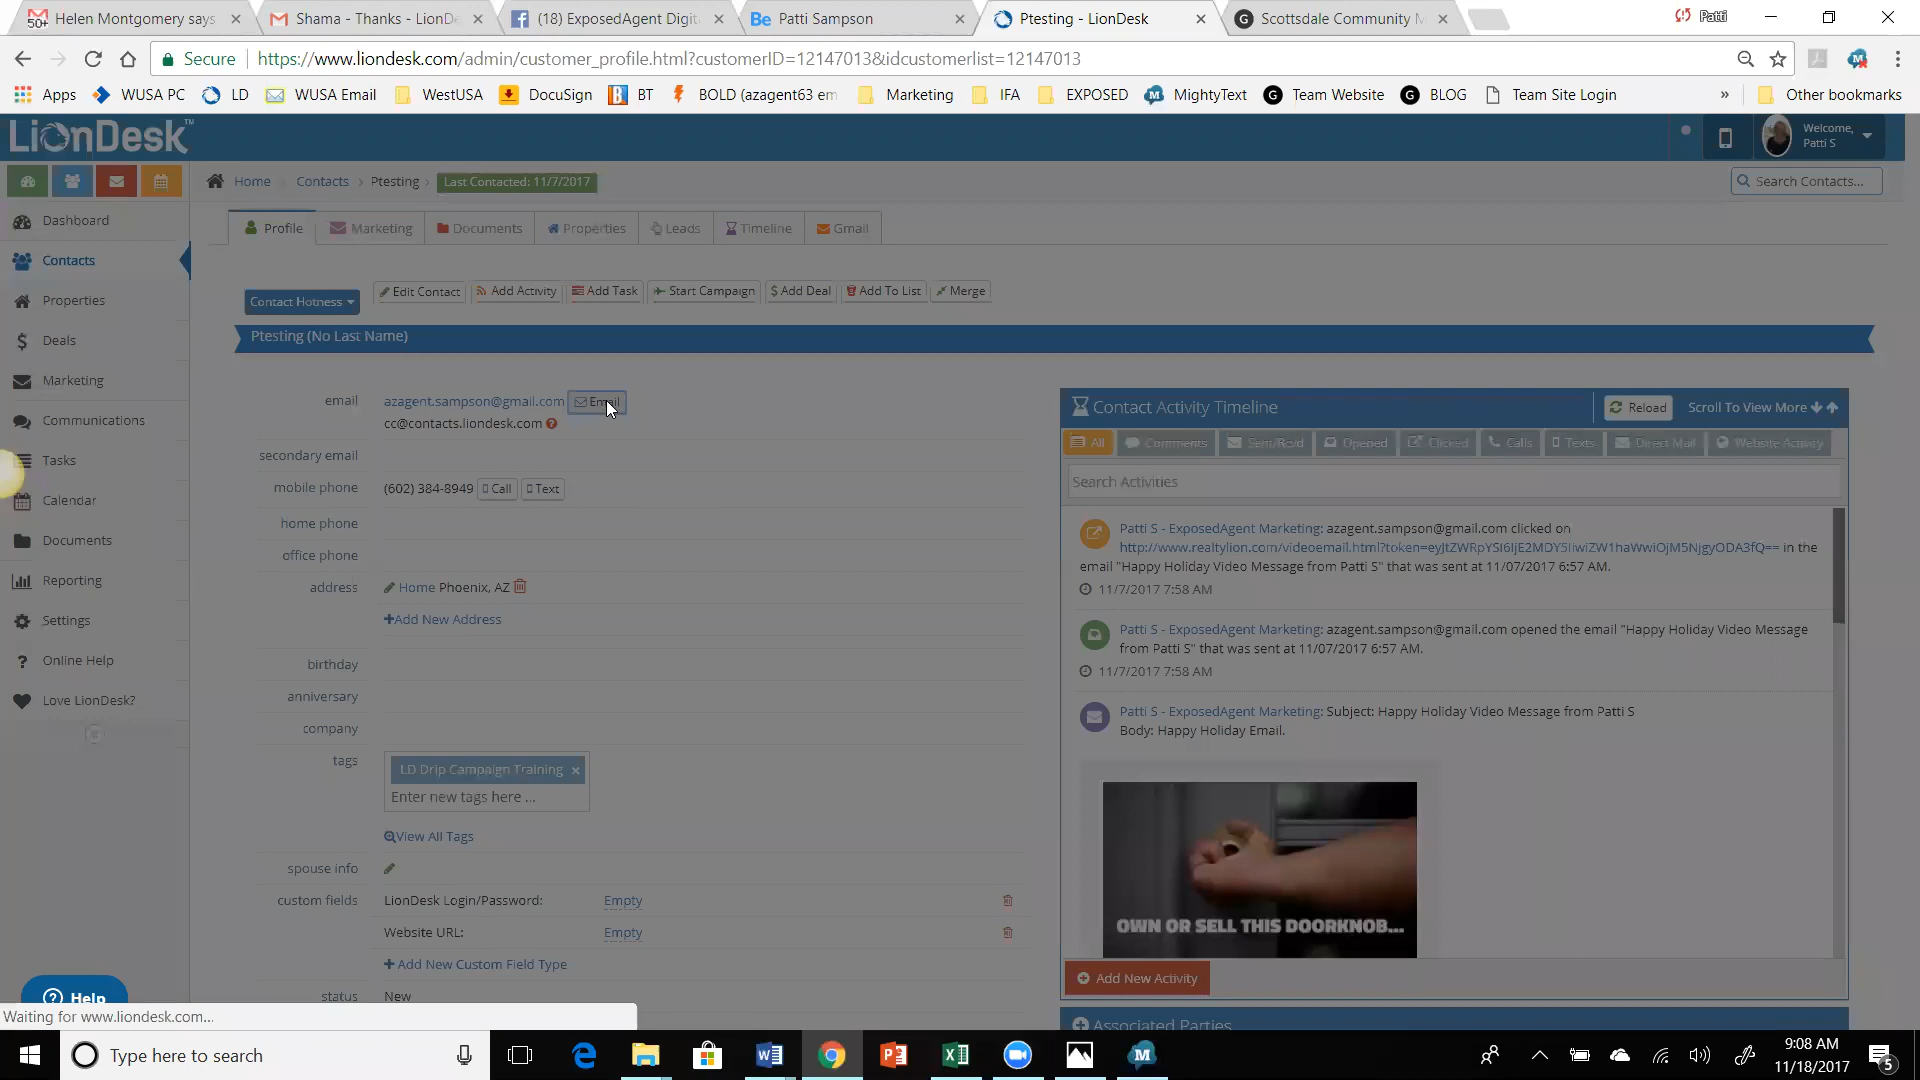 Helen Montgomery says
Shama - Thanks - LionDe
(18) ExposedAgent Digit
Patti Sampson
Ptesting - LionDesk
Scottsdale Community M
Patti
Secure
https://www.liondesk.com/admin/customer_profile.html?customerID=12147013&idcustomerlist=12147013
Apps
WUSA PC
LD
WUSA Email
WestUSA
DocuSign
BT
BOLD (azagent63 em
Marketing
IFA
EXPOSED
MightyText
Team Website
BLOG
Team Site Login
»
Other bookmarks
LionDesk™
Welcome,
Patti S
Home
Contacts
Ptesting
Last Contacted: 11/7/2017
Search Contacts...
Dashboard
Contacts
Properties
Deals
Marketing
Communications
Tasks
Calendar
Documents
Reporting
Settings
Online Help
Love LionDesk?
Help
Profile
Marketing
Documents
Properties
Leads
Timeline
Gmail
Contact Hotness
Edit Contact
Add Activity
Add Task
Start Campaign
Add Deal
Add To List
Merge
Ptesting (No Last Name)
email azagent.sampson@gmail.com Email
cc@contacts.liondesk.com
secondary email
mobile phone (602) 384-8949 Call Text
home phone
office phone
address Home Phoenix, AZ
Add New Address
birthday
anniversary
company
tags LD Drip Campaign Training ×
Enter new tags here ...
View All Tags
spouse info
custom fields LionDesk Login/Password: Empty
Website URL: Empty
Add New Custom Field Type
status New
Contact Activity Timeline
Reload
Scroll To View More
All
Comments
Sent/Rcvd
Opened
Clicked
Calls
Texts
Direct Mail
Website Activity
Search Activities
Patti S - ExposedAgent Marketing: azagent.sampson@gmail.com clicked on
in the
email "Happy Holiday Video Message from Patti S" that was sent at 11/07/2017 6:57 AM.
11/7/2017 7:58 AM
Patti S - ExposedAgent Marketing: azagent.sampson@gmail.com opened the email "Happy Holiday Video Message
from Patti S" that was sent at 11/07/2017 6:57 AM.
11/7/2017 7:58 AM
Patti S - ExposedAgent Marketing: Subject: Happy Holiday Video Message from Patti S
Body: Happy Holiday Email.
OWN OR SELL THIS DOORKNOB...
Add New Activity
Associated Parties
Waiting for www.liondesk.com...
Type here to search
9:08 AM
11/18/2017
5